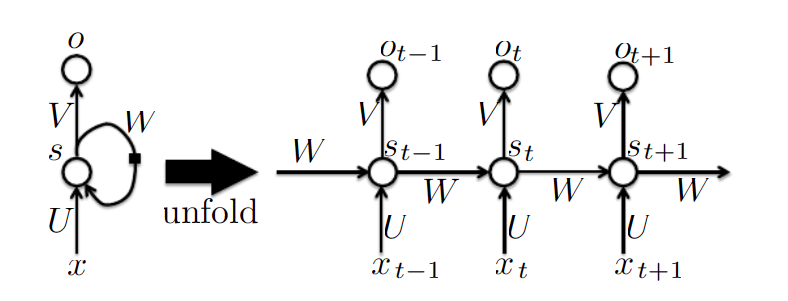 o o_{t-1} o_t o_{t+1}
V W V V V
s s_{t-1} s_t s_{t+1}
W W W W
unfold
U U U U
x x_{t-1} x_t x_{t+1}